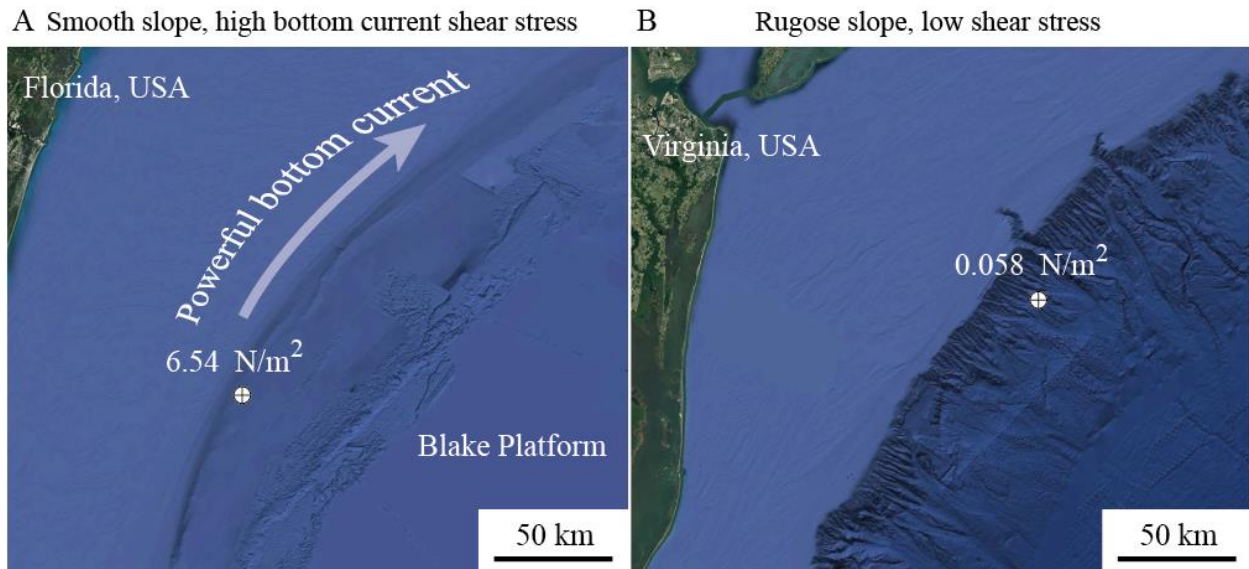 A Smooth slope, high bottom current shear stress
Florida, USA
Powerful bottom current
6.54 N/m²
Blake Platform
50 km
B Rugose slope, low shear stress
Virginia, USA
0.058 N/m²
50 km